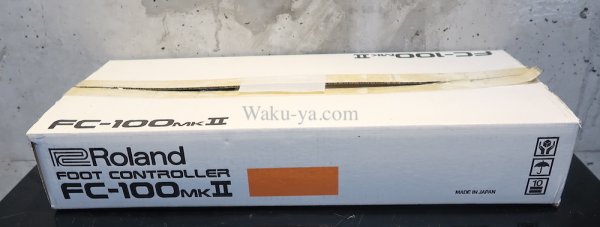 FC-100MKII
Waku-ya.com
FC-100MKII
Roland
FOOT CONTROLLER
FC-100MKII
10
MADE IN JAPAN